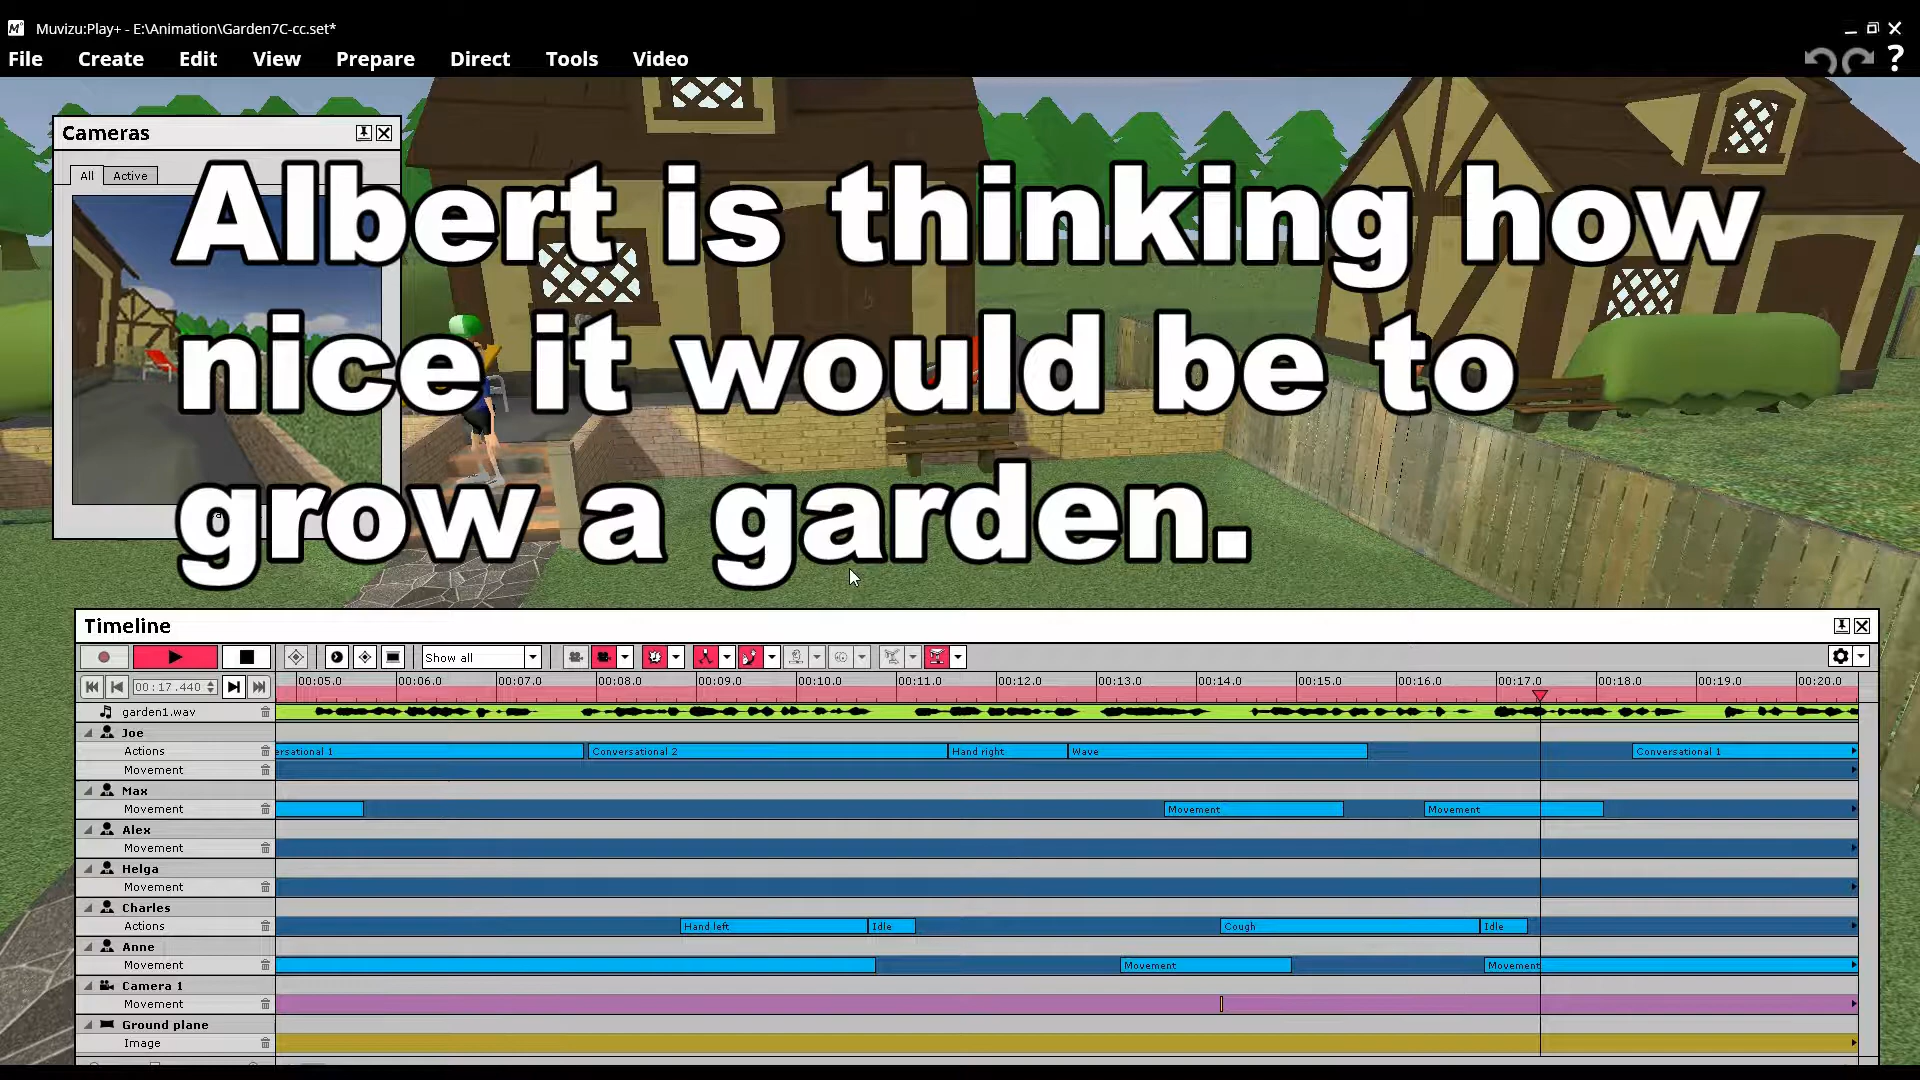 Muvizu:Play+ - E:\Animation\Garden7C-cc.set*
File Create Edit View Prepare Direct Tools Video
Cameras
All Active
Albert is thinking how
nice it would be to
grow a garden.
Timeline
Show all
00:17.440 00:05.0 00:06.0 00:07.0 00:08.0 00:09.0 00:10.0 00:11.0 00:12.0 00:13.0 00:14.0 00:15.0 00:16.0 00:17.0 00:18.0 00:19.0 00:20.0
garden1.wav
Joe
Actions rsational 1 Conversational 2 Hand right Wave Conversational 1
Movement
Max
Movement Movement Movement
Alex
Movement
Helga
Movement
Charles
Actions Hand left Idle Cough Idle
Anne
Movement Movement Movement
Camera 1
Movement
Ground plane
Image